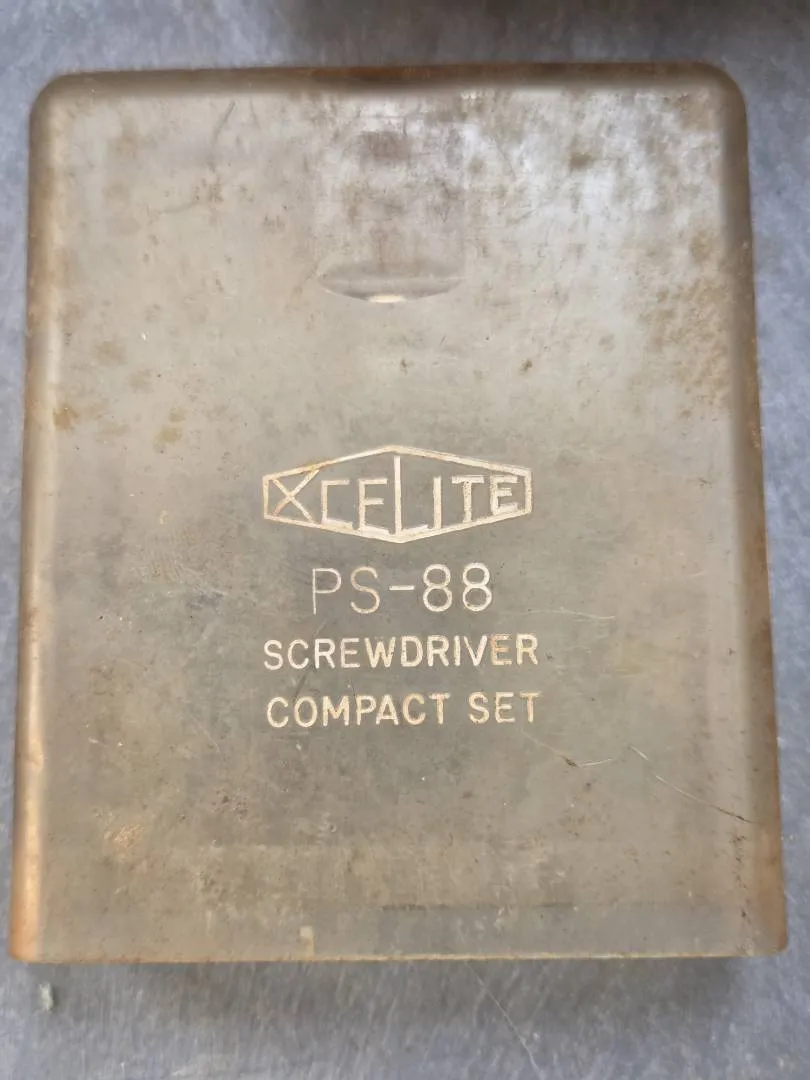 XCELITE
PS-88
SCREWDRIVER
COMPACT SET